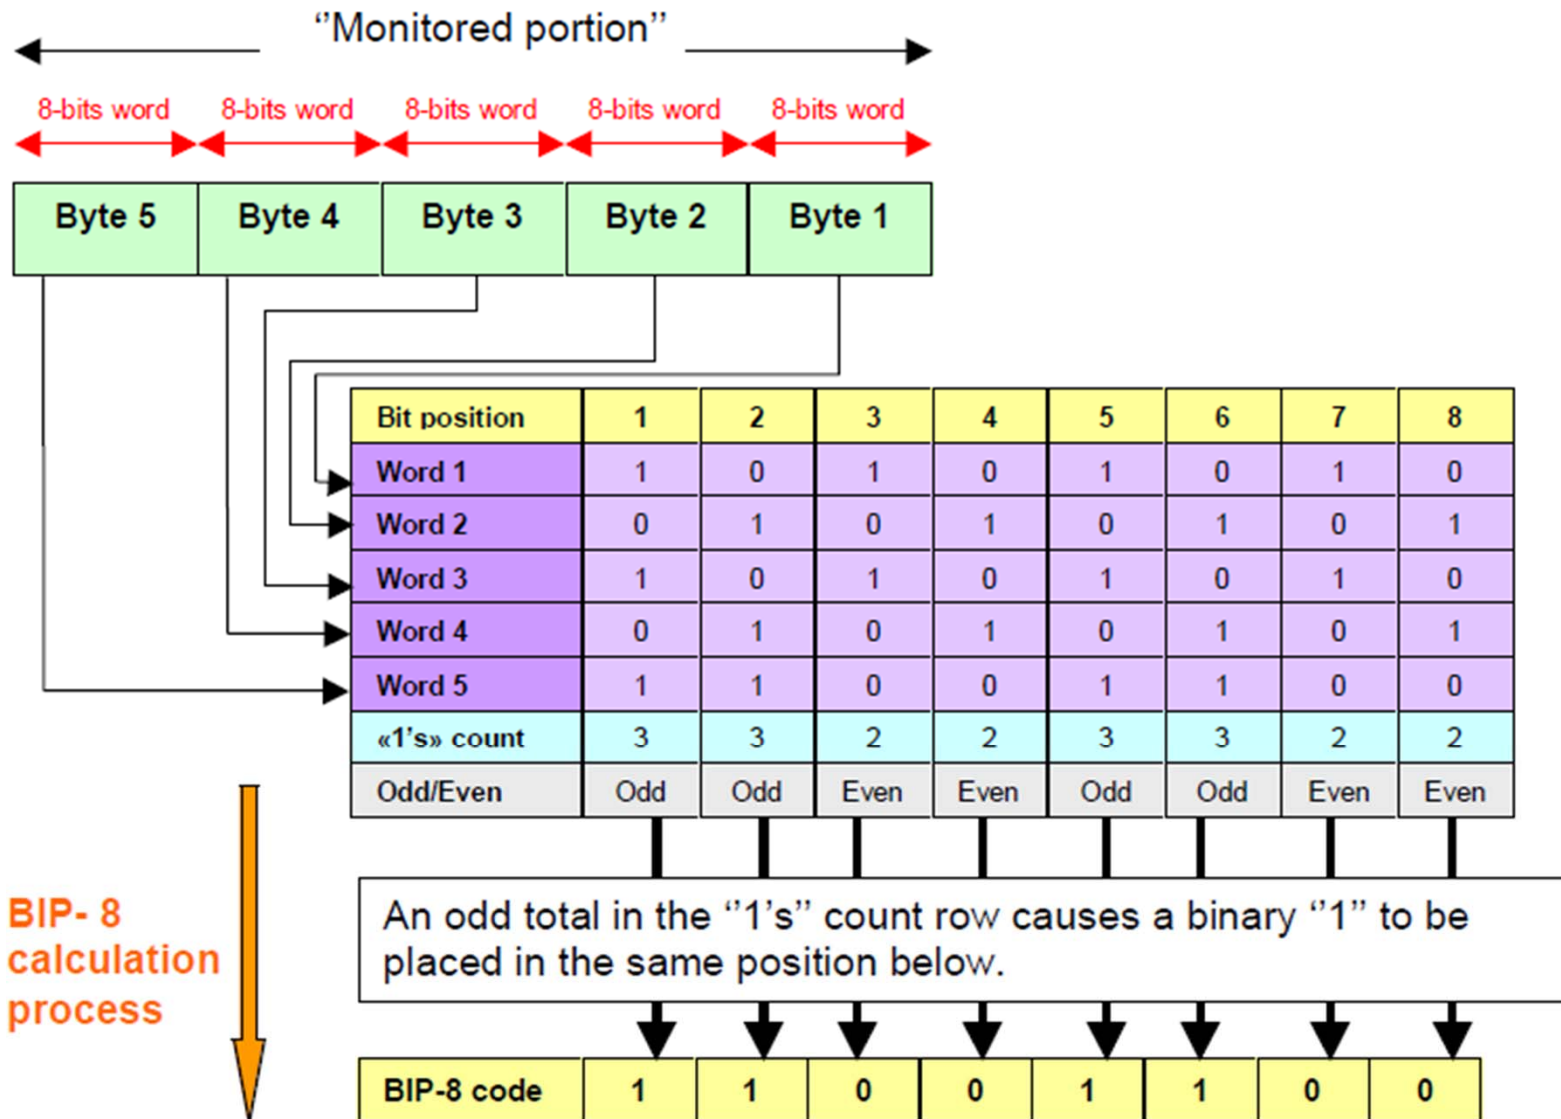 ‘’Monitored portion’’
8-bits word 8-bits word 8-bits word 8-bits word 8-bits word
Byte 5 Byte 4 Byte 3 Byte 2 Byte 1
Bit position 1 2 3 4 5 6 7 8
Word 1 1 0 1 0 1 0 1 0
Word 2 0 1 0 1 0 1 0 1
Word 3 1 0 1 0 1 0 1 0
Word 4 0 1 0 1 0 1 0 1
Word 5 1 1 0 0 1 1 0 0
«1's» count 3 3 2 2 3 3 2 2
Odd/Even Odd Odd Even Even Odd Odd Even Even
BIP- 8
calculation
process
An odd total in the ‘’1's’’ count row causes a binary ‘’1’’ to be
placed in the same position below.
BIP-8 code 1 1 0 0 1 1 0 0